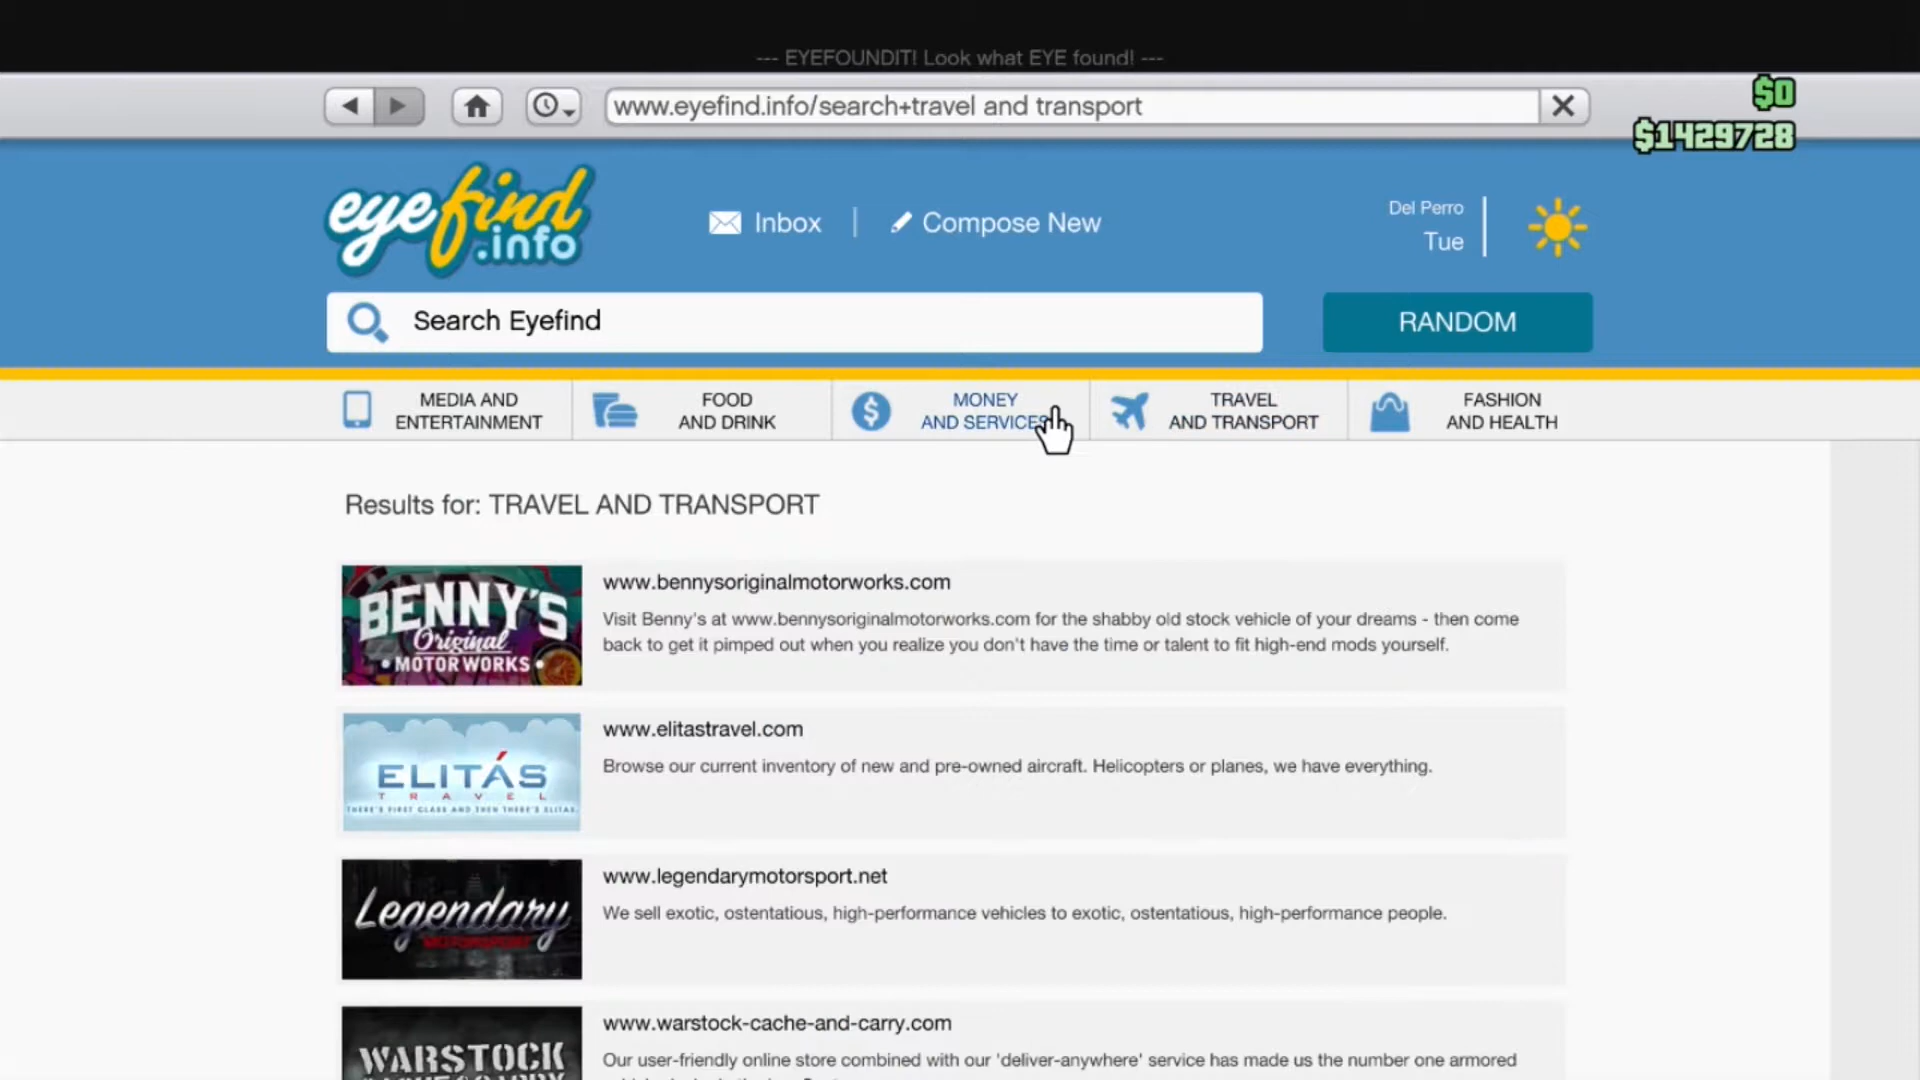 --- EYEFOUNDIT! Look what EYE found! ---
www.eyefind.info/search+travel and transport
$0
$1429728
eyefind
.info
Inbox
Compose New
Del Perro
Tue
Search Eyefind
RANDOM
MEDIA AND
ENTERTAINMENT
FOOD
AND DRINK
MONEY
AND SERVICES
TRAVEL
AND TRANSPORT
FASHION
AND HEALTH
Results for: TRAVEL AND TRANSPORT
BENNY'S
Original
• MOTOR WORKS •
www.bennysoriginalmotorworks.com
Visit Benny's at www.bennysoriginalmotorworks.com for the shabby old stock vehicle of your dreams - then come
back to get it pimped out when you realize you don't have the time or talent to fit high-end mods yourself.
ELITÁS
TRAVEL
THERE'S FIRST CLASS AND THEN THERE'S ELITAS
www.elitastravel.com
Browse our current inventory of new and pre-owned aircraft. Helicopters or planes, we have everything.
Legendary
MOTORSPORT
www.legendarymotorsport.net
We sell exotic, ostentatious, high-performance vehicles to exotic, ostentatious, high-performance people.
WARSTOCK
www.warstock-cache-and-carry.com
Our user-friendly online store combined with our 'deliver-anywhere' service has made us the number one armored